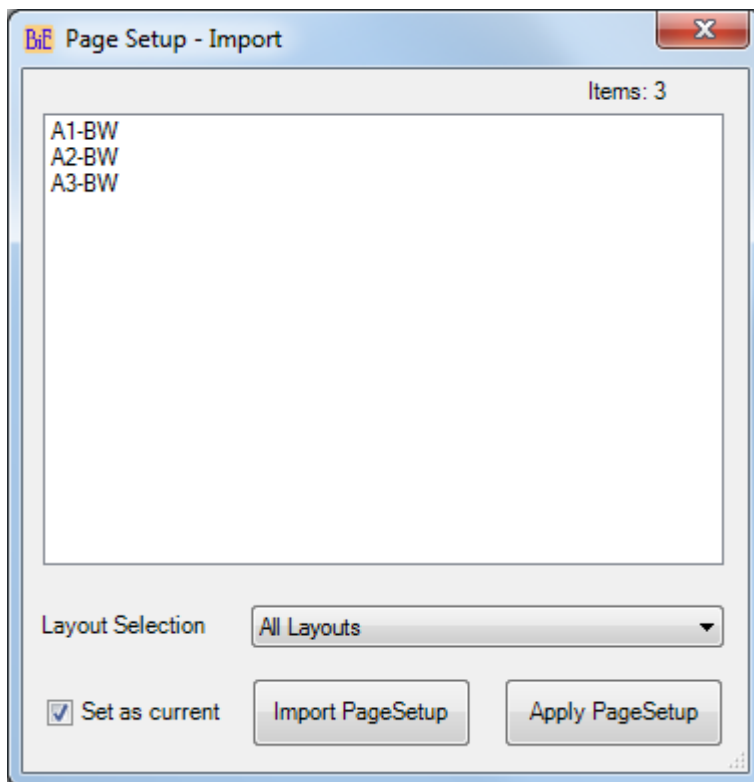 BiE Page Setup - Import
Items: 3
A1-BW
A2-BW
A3-BW
Layout Selection All Layouts
Set as current Import PageSetup Apply PageSetup